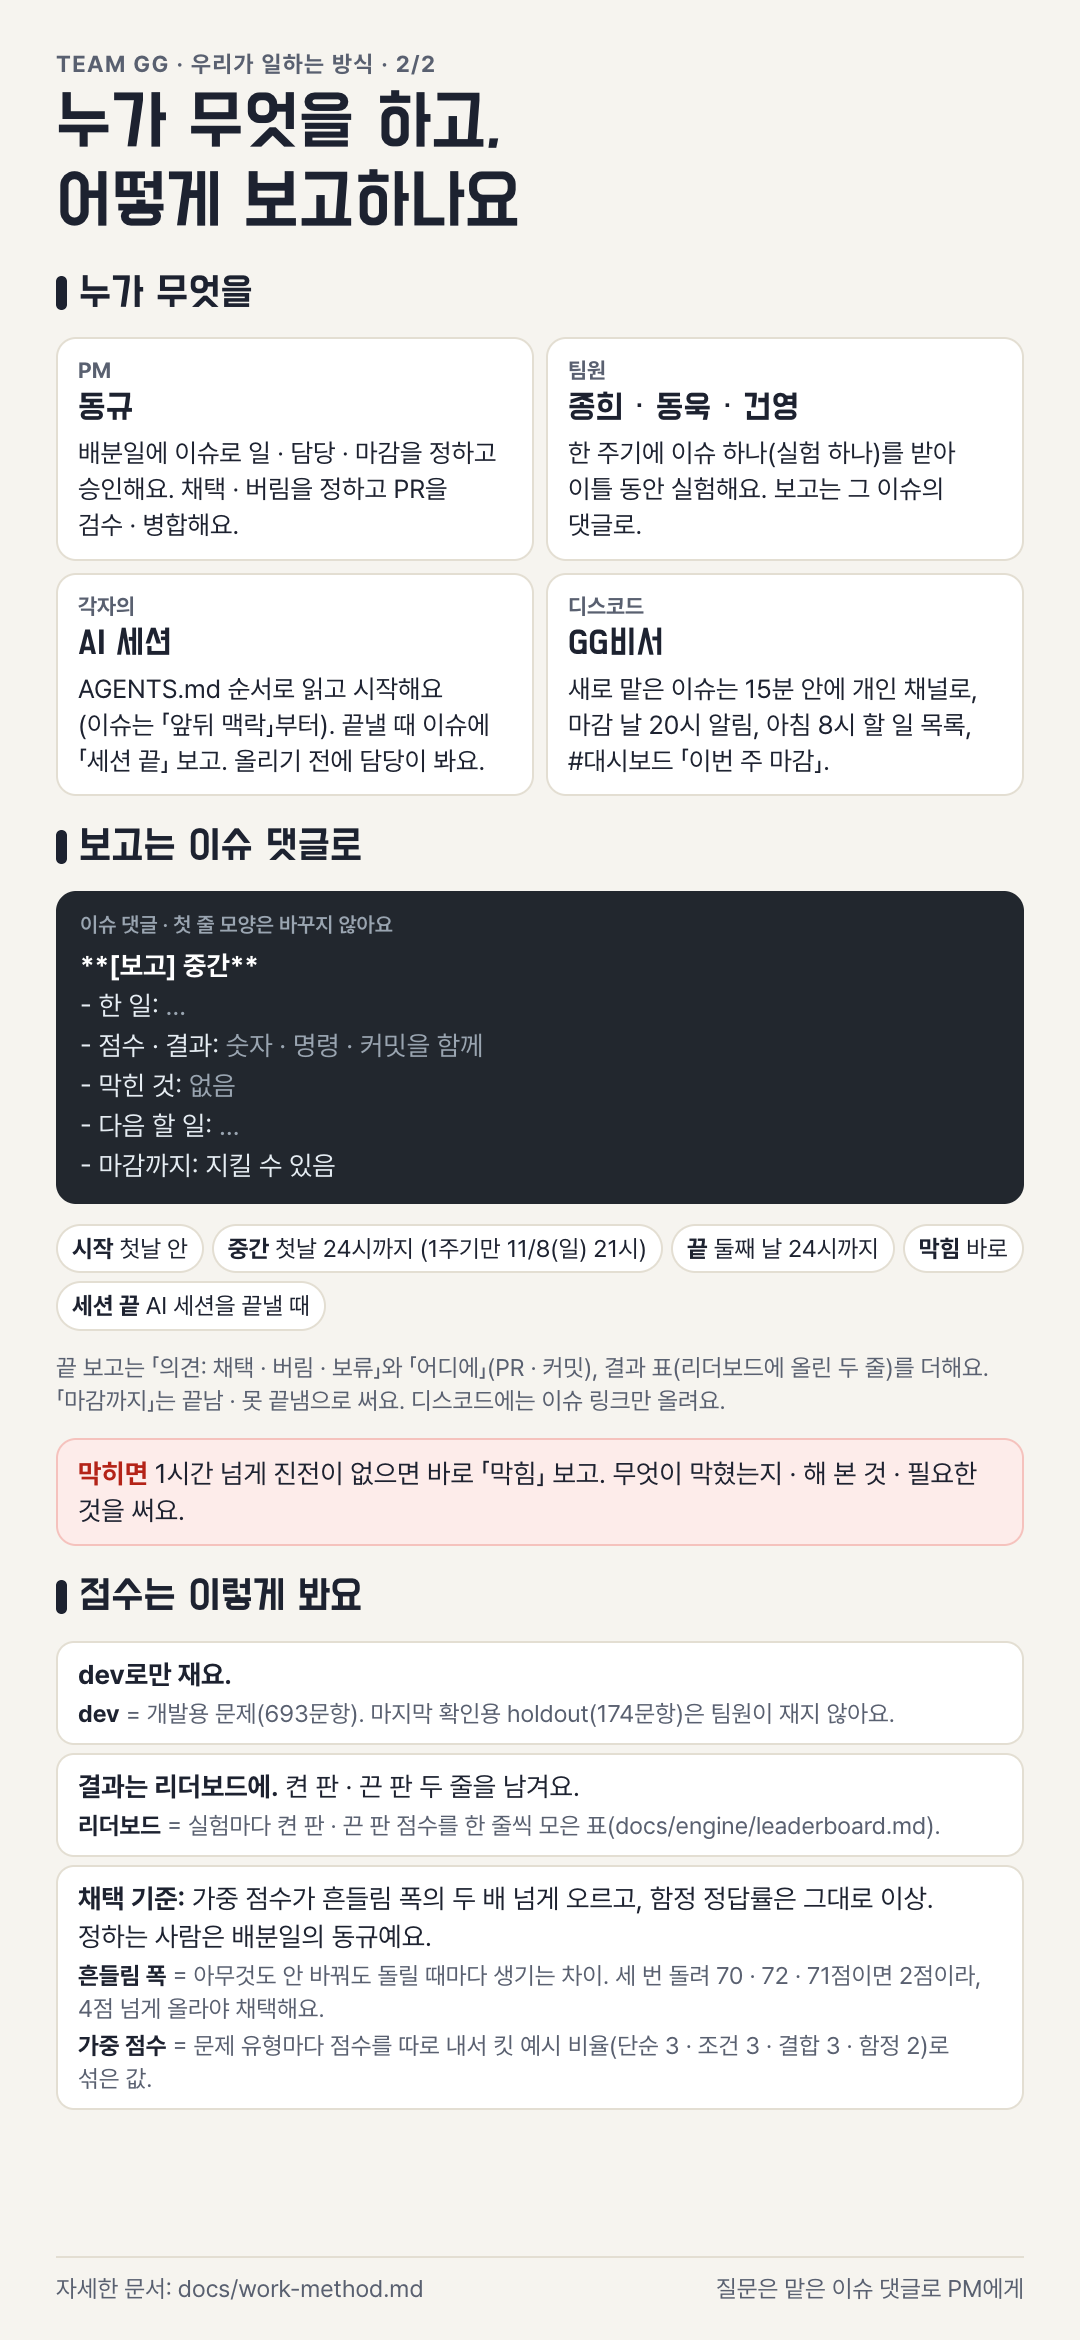 TEAM GG · 우리가 일하는 방식 · 2/2
누가 무엇을 하고,
어떻게 보고하나요
누가 무엇을
PM
동규
배분일에 이슈로 일 · 담당 · 마감을 정하고
승인해요. 채택 · 버림을 정하고 PR을
검수 · 병합해요.
팀원
종희 · 동욱 · 건영
한 주기에 이슈 하나(실험 하나)를 받아
이틀 동안 실험해요. 보고는 그 이슈의
댓글로.
각자의
AI 세션
AGENTS.md 순서로 읽고 시작해요
(이슈는 「앞뒤 맥락」부터). 끝낼 때 이슈에
「세션 끝」 보고. 올리기 전에 담당이 봐요.
디스코드
GG비서
새로 맡은 이슈는 15분 안에 개인 채널로,
마감 날 20시 알림, 아침 8시 할 일 목록,
#대시보드 「이번 주 마감」.
보고는 이슈 댓글로
이슈 댓글 · 첫 줄 모양은 바꾸지 않아요
**[보고] 중간**
- 한 일: ...
- 점수 · 결과: 숫자 · 명령 · 커밋을 함께
- 막힌 것: 없음
- 다음 할 일: ...
- 마감까지: 지킬 수 있음
시작 첫날 안
중간 첫날 24시까지 (1주기만 11/8(일) 21시)
끝 둘째 날 24시까지
막힘 바로
세션 끝 AI 세션을 끝낼 때
끝 보고는 「의견: 채택 · 버림 · 보류」와 「어디에」(PR · 커밋), 결과 표(리더보드에 올린 두 줄)를 더해요.
「마감까지」는 끝남 · 못 끝냄으로 써요. 디스코드에는 이슈 링크만 올려요.
막히면 1시간 넘게 진전이 없으면 바로 「막힘」 보고. 무엇이 막혔는지 · 해 본 것 · 필요한
것을 써요.
점수는 이렇게 봐요
dev로만 재요.
dev = 개발용 문제(693문항). 마지막 확인용 holdout(174문항)은 팀원이 재지 않아요.
결과는 리더보드에. 켠 판 · 끈 판 두 줄을 남겨요.
리더보드 = 실험마다 켠 판 · 끈 판 점수를 한 줄씩 모은 표(docs/engine/leaderboard.md).
채택 기준: 가중 점수가 흔들림 폭의 두 배 넘게 오르고, 함정 정답률은 그대로 이상.
정하는 사람은 배분일의 동규예요.
흔들림 폭 = 아무것도 안 바꿔도 돌릴 때마다 생기는 차이. 세 번 돌려 70 · 72 · 71점이면 2점이라,
4점 넘게 올라야 채택해요.
가중 점수 = 문제 유형마다 점수를 따로 내서 킷 예시 비율(단순 3 · 조건 3 · 결합 3 · 함정 2)로
섞은 값.
자세한 문서: docs/work-method.md
질문은 맡은 이슈 댓글로 PM에게